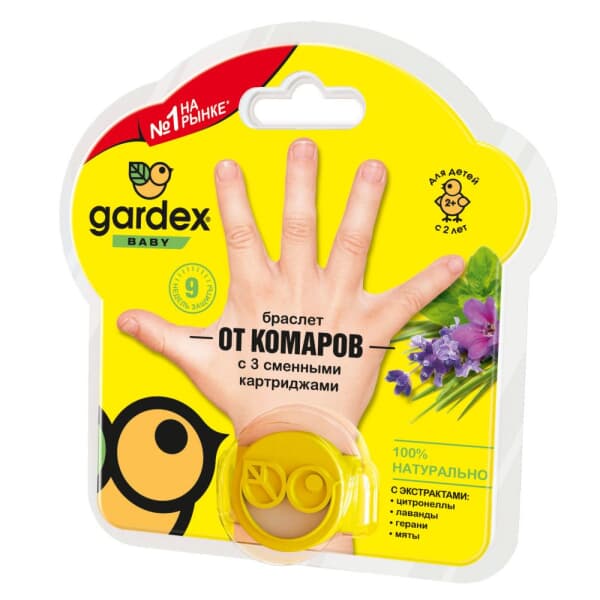 №1 НА
РЫНКЕ*
gardex®
BABY
для детей
2+
с 2 лет
9
НЕДЕЛЬ ЗАЩИТЫ
браслет
ОТ КОМАРОВ
с 3 сменными
картриджами
100%
НАТУРАЛЬНО
С ЭКСТРАКТАМИ:
• цитронеллы
• лаванды
• герани
• мяты